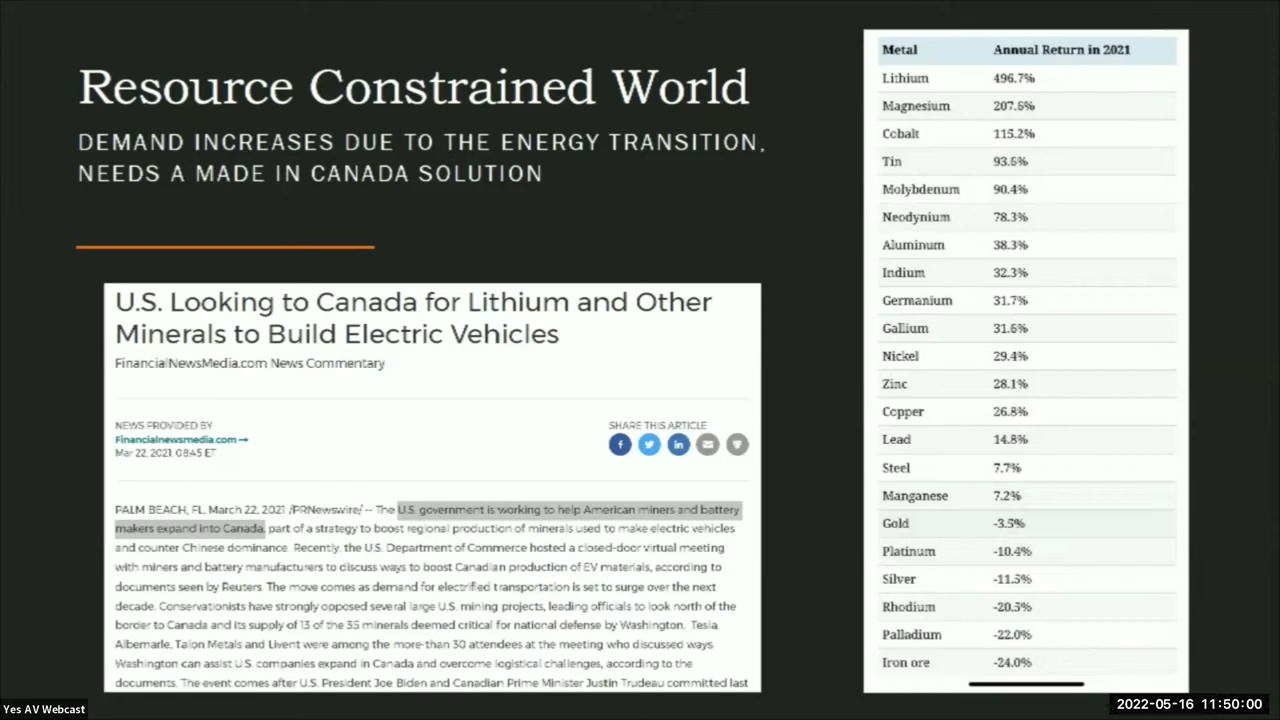 Resource Constrained World
DEMAND INCREASES DUE TO THE ENERGY TRANSITION,
NEEDS A MADE IN CANADA SOLUTION
U.S. Looking to Canada for Lithium and Other
Minerals to Build Electric Vehicles
FinancialNewsMedia.com News Commentary
NEWS PROVIDED BY
Financialnewsmedia.com →
Mar 22, 2021, 08:45 ET
SHARE THIS ARTICLE
PALM BEACH, FL, March 22, 2021 /PRNewswire/ -- The U.S. government is working to help American miners and battery
makers expand into Canada, part of a strategy to boost regional production of minerals used to make electric vehicles
and counter Chinese dominance. Recently, the U.S. Department of Commerce hosted a closed-door virtual meeting
with miners and battery manufacturers to discuss ways to boost Canadian production of EV materials, according to
documents seen by Reuters. The move comes as demand for electrified transportation is set to surge over the next
decade. Conservationists have strongly opposed several large U.S. mining projects, leading officials to look north of the
border to Canada and its supply of 13 of the 35 minerals deemed critical for national defense by Washington. Tesla,
Albemarle, Talon Metals and Livent were among the more-than 30 attendees at the meeting who discussed ways
Washington can assist U.S. companies expand in Canada and overcome logistical challenges, according to the
documents. The event comes after U.S. President Joe Biden and Canadian Prime Minister Justin Trudeau committed last
Metal Annual Return in 2021
Lithium 496.7%
Magnesium 207.6%
Cobalt 115.2%
Tin 93.6%
Molybdenum 90.4%
Neodynium 78.3%
Aluminum 38.3%
Indium 32.3%
Germanium 31.7%
Gallium 31.6%
Nickel 29.4%
Zinc 28.1%
Copper 26.8%
Lead 14.8%
Steel 7.7%
Manganese 7.2%
Gold -3.5%
Platinum -10.4%
Silver -11.5%
Rhodium -20.5%
Palladium -22.0%
Iron ore -24.0%
Yes AV Webcast
2022-05-16 11:50:00